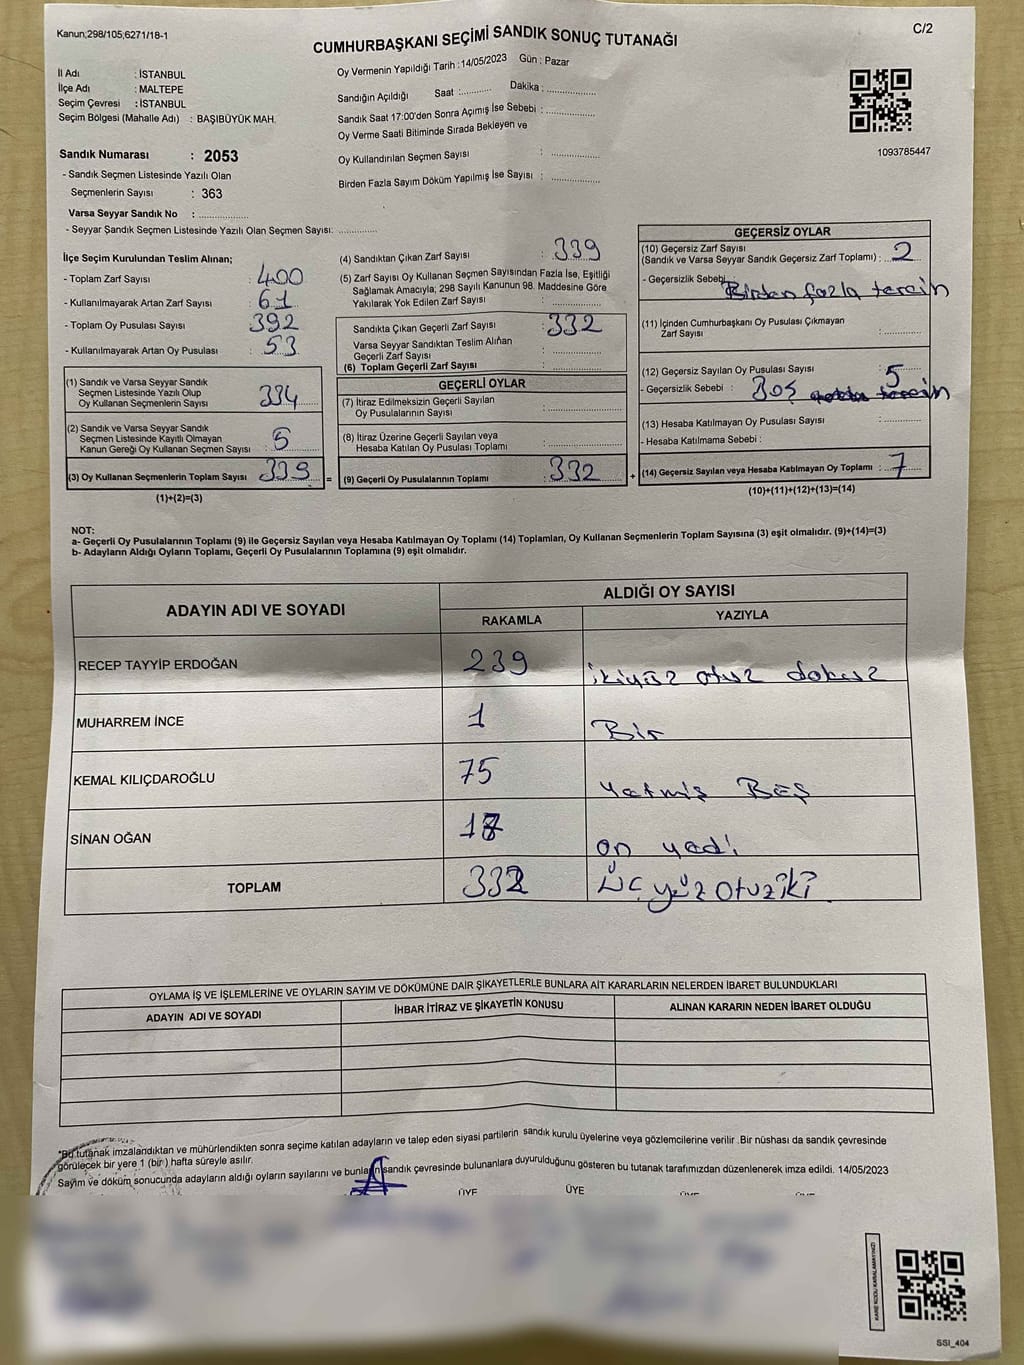 Kanun;298/105;6271/18-1
C/2
CUMHURBAŞKANI SEÇİMİ SANDIK SONUÇ TUTANAĞI
İl Adı : İSTANBUL
İlçe Adı : MALTEPE
Seçim Çevresi : İSTANBUL
Seçim Bölgesi (Mahalle Adı) : BAŞIBÜYÜK MAH.
Sandık Numarası : 2053
- Sandık Seçmen Listesinde Yazılı Olan
Seçmenlerin Sayısı : 363
Varsa Seyyar Sandık No : ..................
- Seyyar Sandık Seçmen Listesinde Yazılı Olan Seçmen Sayısı: ..............
Oy Vermenin Yapıldığı Tarih : 14/05/2023 Gün : Pazar
Sandığın Açıldığı Saat :........... Dakika : ..................
Sandık Saat 17:00'den Sonra Açılmış İse Sebebi : ..................
Oy Verme Saati Bitiminde Sırada Bekleyen ve
Oy Kullandırılan Seçmen Sayısı : ..................
Birden Fazla Sayım Döküm Yapılmış İse Sayısı : ..................
1093785447
İlçe Seçim Kurulundan Teslim Alınan;
- Toplam Zarf Sayısı : 400
- Kullanılmayarak Artan Zarf Sayısı : 61
- Toplam Oy Pusulası Sayısı : 392
- Kullanılmayarak Artan Oy Pusulası : 53
(1) Sandık ve Varsa Seyyar Sandık
Seçmen Listesinde Yazılı Olup
Oy Kullanan Seçmenlerin Sayısı : 334
(2) Sandık ve Varsa Seyyar Sandık
Seçmen Listesinde Kayıtlı Olmayan
Kanun Gereği Oy Kullanan Seçmen Sayısı : 5
(3) Oy Kullanan Seçmenlerin Toplam Sayısı : 339 =
(1)+(2)=(3)
(4) Sandıktan Çıkan Zarf Sayısı : 339
(5) Zarf Sayısı Oy Kullanan Seçmen Sayısından Fazla İse, Eşitliği
Sağlamak Amacıyla; 298 Sayılı Kanunun 98. Maddesine Göre
Yakılarak Yok Edilen Zarf Sayısı : ..................
Sandıkta Çıkan Geçerli Zarf Sayısı : 332
Varsa Seyyar Sandıktan Teslim Alınan
Geçerli Zarf Sayısı : ..................
(6) Toplam Geçerli Zarf Sayısı : ..................
GEÇERLİ OYLAR
(7) İtiraz Edilmeksizin Geçerli Sayılan
Oy Pusulalarının Sayısı : ..................
(8) İtiraz Üzerine Geçerli Sayılan veya
Hesaba Katılan Oy Pusulası Toplamı : ..................
(9) Geçerli Oy Pusulalarının Toplamı : 332 +
GEÇERSİZ OYLAR
(10) Geçersiz Zarf Sayısı
(Sandık ve Varsa Seyyar Sandık Geçersiz Zarf Toplamı) : 2
- Geçersizlik Sebebi : Birden fazla tercih
(11) İçinden Cumhurbaşkanı Oy Pusulası Çıkmayan
Zarf Sayısı : ..............
(12) Geçersiz Sayılan Oy Pusulası Sayısı : 5
- Geçersizlik Sebebi : Boş
(13) Hesaba Katılmayan Oy Pusulası Sayısı : ..............
- Hesaba Katılmama Sebebi :
(14) Geçersiz Sayılan veya Hesaba Katılmayan Oy Toplamı : 7
(10)+(11)+(12)+(13)=(14)
NOT:
a- Geçerli Oy Pusulalarının Toplamı (9) ile Geçersiz Sayılan veya Hesaba Katılmayan Oy Toplamı (14) Toplamları, Oy Kullanan Seçmenlerin Toplam Sayısına (3) eşit olmalıdır. (9)+(14)=(3)
b- Adayların Aldığı Oyların Toplamı, Geçerli Oy Pusulalarının Toplamına (9) eşit olmalıdır.
ADAYIN ADI VE SOYADI ALDIĞI OY SAYISI
RAKAMLA YAZIYLA
RECEP TAYYİP ERDOĞAN 239 ikiyüz otuz dokuz
MUHARREM İNCE 1 Bir
KEMAL KILIÇDAROĞLU 75 Yetmiş Beş
SİNAN OĞAN 17 on yedi
TOPLAM 332 Üç yüz otuz iki
OYLAMA İŞ VE İŞLEMLERİNE VE OYLARIN SAYIM VE DÖKÜMÜNE DAİR ŞİKAYETLERLE BUNLARA AİT KARARLARIN NELERDEN İBARET BULUNDUKLARI
ADAYIN ADI VE SOYADI İHBAR İTİRAZ VE ŞİKAYETİN KONUSU ALINAN KARARIN NEDEN İBARET OLDUĞU
*Bu tutanak imzalandıktan ve mühürlendikten sonra seçime katılan adayların ve talep eden siyasi partilerin sandık kurulu üyelerine veya gözlemcilerine verilir .Bir nüshası da sandık çevresinde
görülecek bir yere 1 (bir) hafta süreyle asılır.
Sayım ve döküm sonucunda adayların aldığı oyların sayılarını ve bunların sandık çevresinde bulunanlara duyurulduğunu gösteren bu tutanak tarafımızdan düzenlenerek imza edildi. 14/05/2023
ÜYE ÜYE
KARE KODU KARALAMAYINIZ!
SSI_404